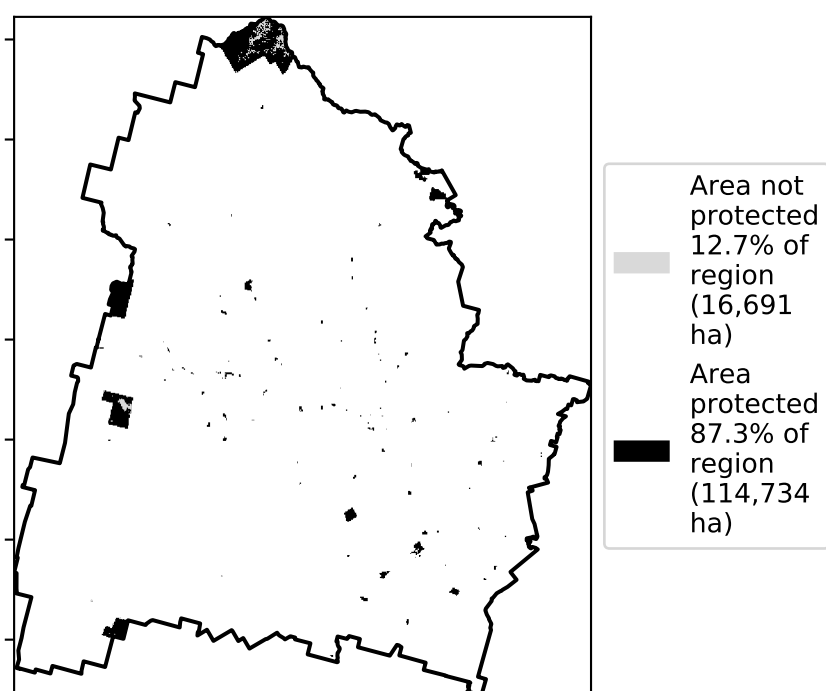 Area not
protected
12.7% of
region
(16,691
ha)
Area
protected
87.3% of
region
(114,734
ha)